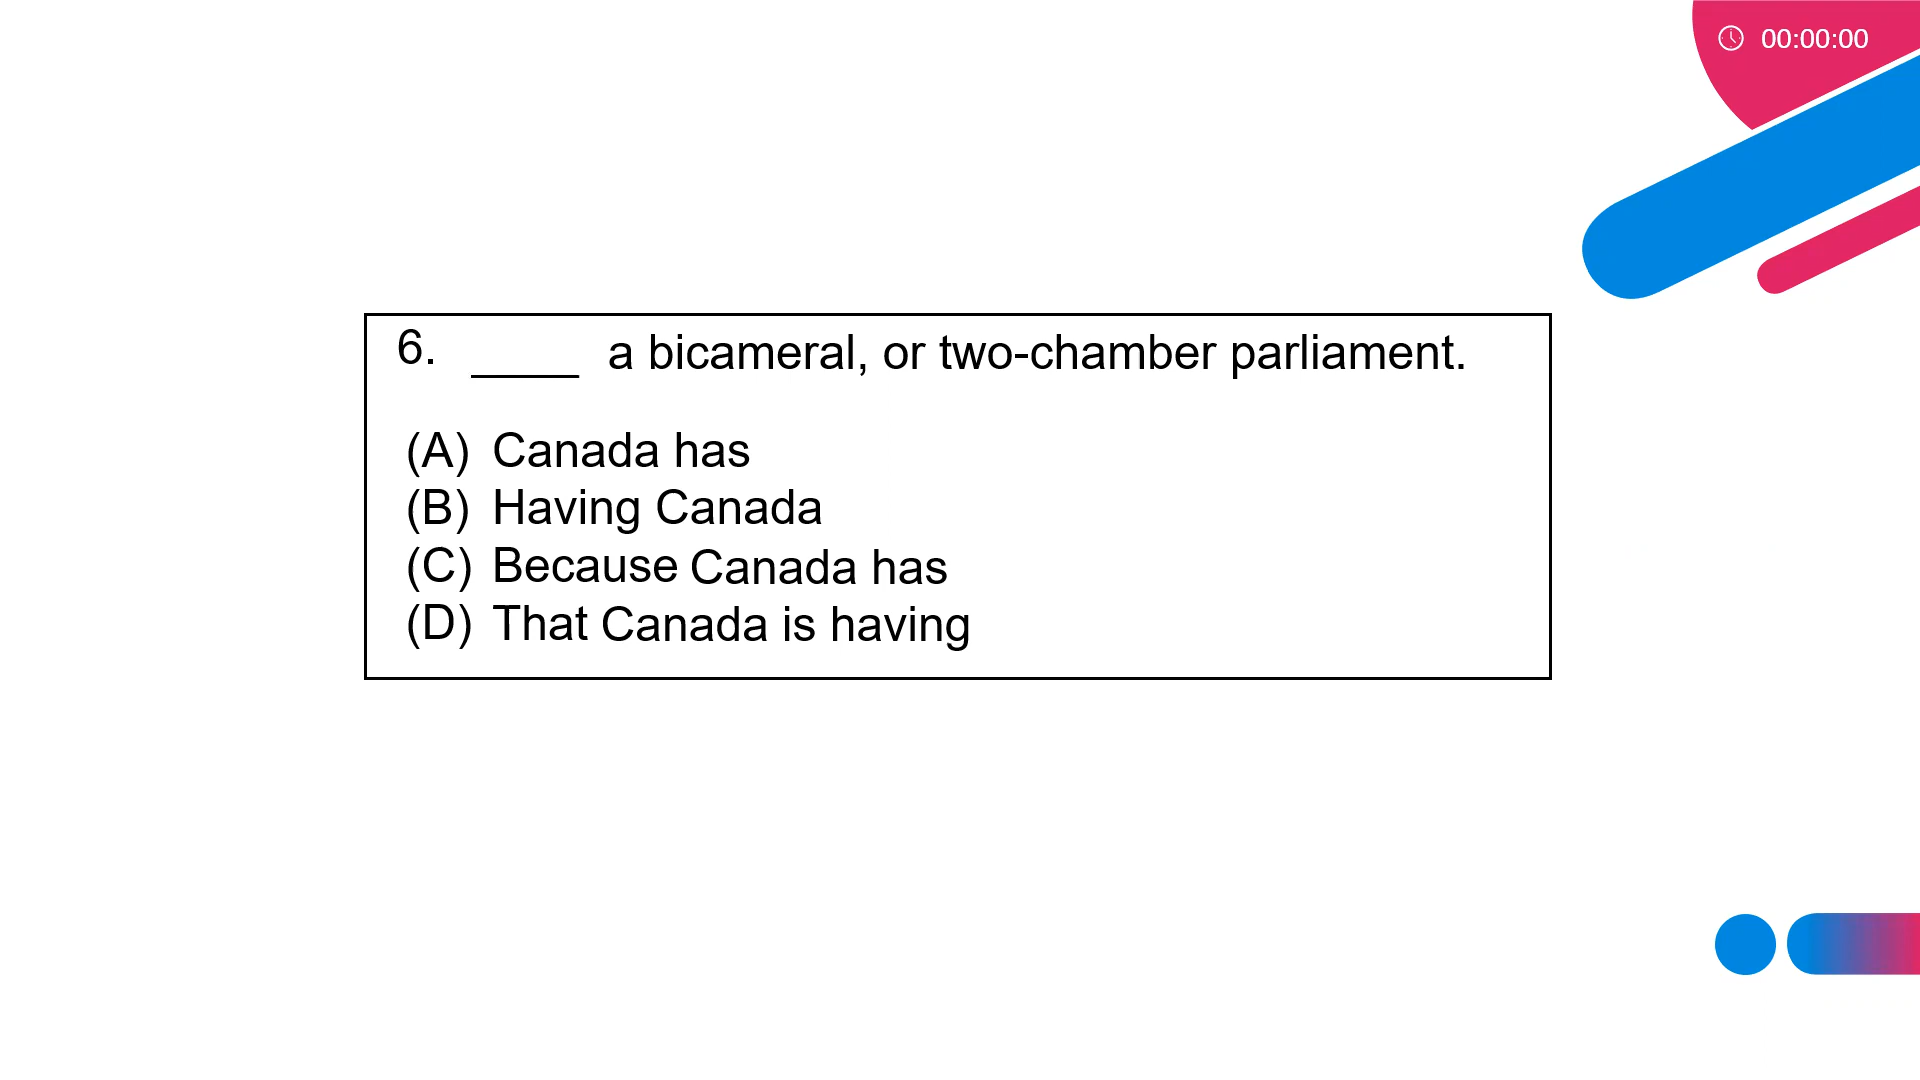 00:00:00
6. ____ a bicameral, or two-chamber parliament.
(A) Canada has
(B) Having Canada
(C) Because Canada has
(D) That Canada is having